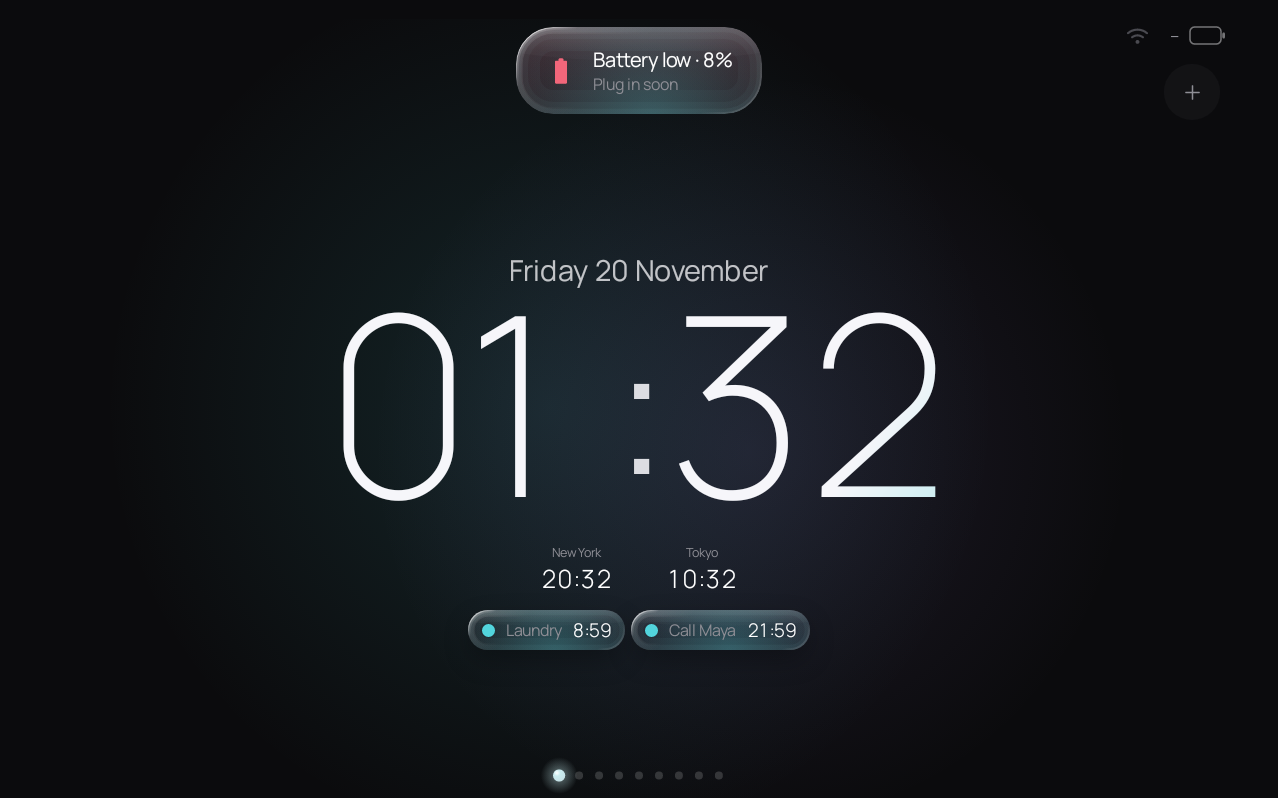 Battery low · 8%
Plug in soon
–
+
Friday 20 November
01:32
New York
20:32
Tokyo
10:32
Laundry 8:59
Call Maya 21:59